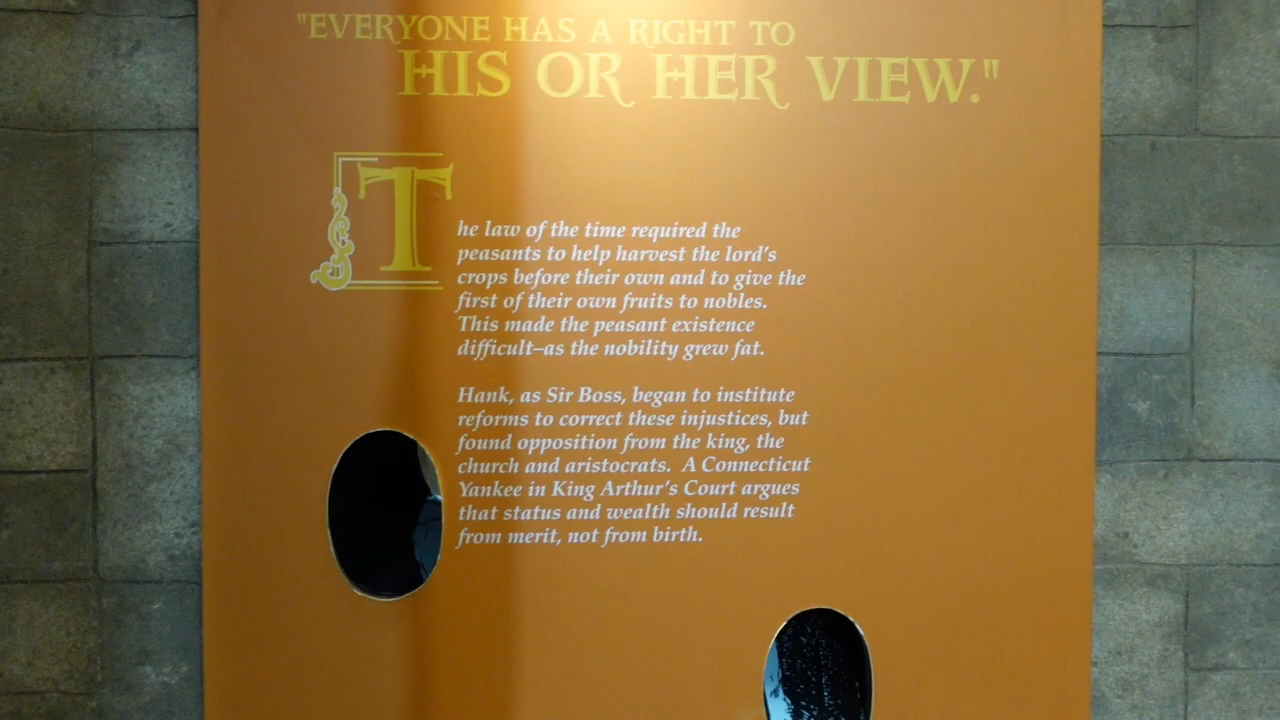 "EVERYONE HAS A RIGHT TO
HIS OR HER VIEW."
The law of the time required the
peasants to help harvest the lord's
crops before their own and to give the
first of their own fruits to nobles.
This made the peasant existence
difficult–as the nobility grew fat.
Hank, as Sir Boss, began to institute
reforms to correct these injustices, but
found opposition from the king, the
church and aristocrats.  A Connecticut
Yankee in King Arthur's Court argues
that status and wealth should result
from merit, not from birth.